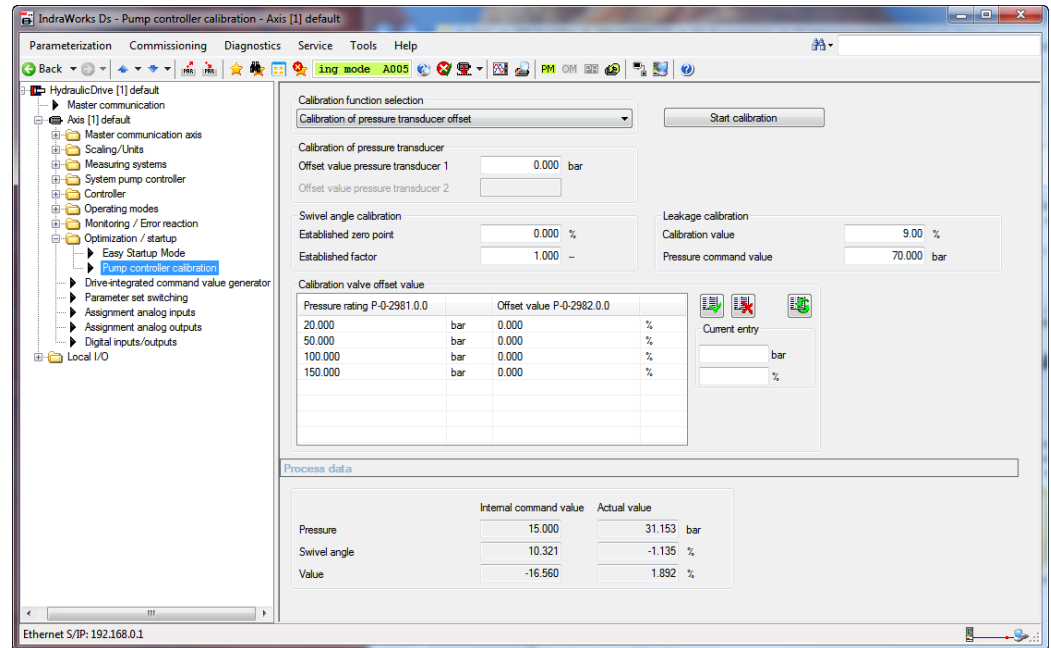 IndraWorks Ds - Pump controller calibration - Axis [1] default
Parameterization Commissioning Diagnostics Service Tools Help
Back PRR PRR ing mode A005 PM OM
HydraulicDrive [1] default
Master communication
Axis [1] default
Master communication axis
Scaling/Units
Measuring systems
System pump controller
Controller
Operating modes
Monitoring / Error reaction
Optimization / startup
Easy Startup Mode
Pump controller calibration
Drive-integrated command value generator
Parameter set switching
Assignment analog inputs
Assignment analog outputs
Digital inputs/outputs
Local I/O
Calibration function selection
Calibration of pressure transducer offset Start calibration
Calibration of pressure transducer
Offset value pressure transducer 1 0.000 bar
Offset value pressure transducer 2
Swivel angle calibration
Established zero point 0.000 %
Established factor 1.000 --
Leakage calibration
Calibration value 9.00 %
Pressure command value 70.000 bar
Calibration valve offset value
Pressure rating P-0-2981.0.0 Offset value P-0-2982.0.0
20.000 bar 0.000 %
50.000 bar 0.000 %
100.000 bar 0.000 %
150.000 bar 0.000 %
Current entry
bar
%
Process data
Internal command value Actual value
Pressure 15.000 31.153 bar
Swivel angle 10.321 -1.135 %
Value -16.560 1.892 %
Ethernet S/IP: 192.168.0.1